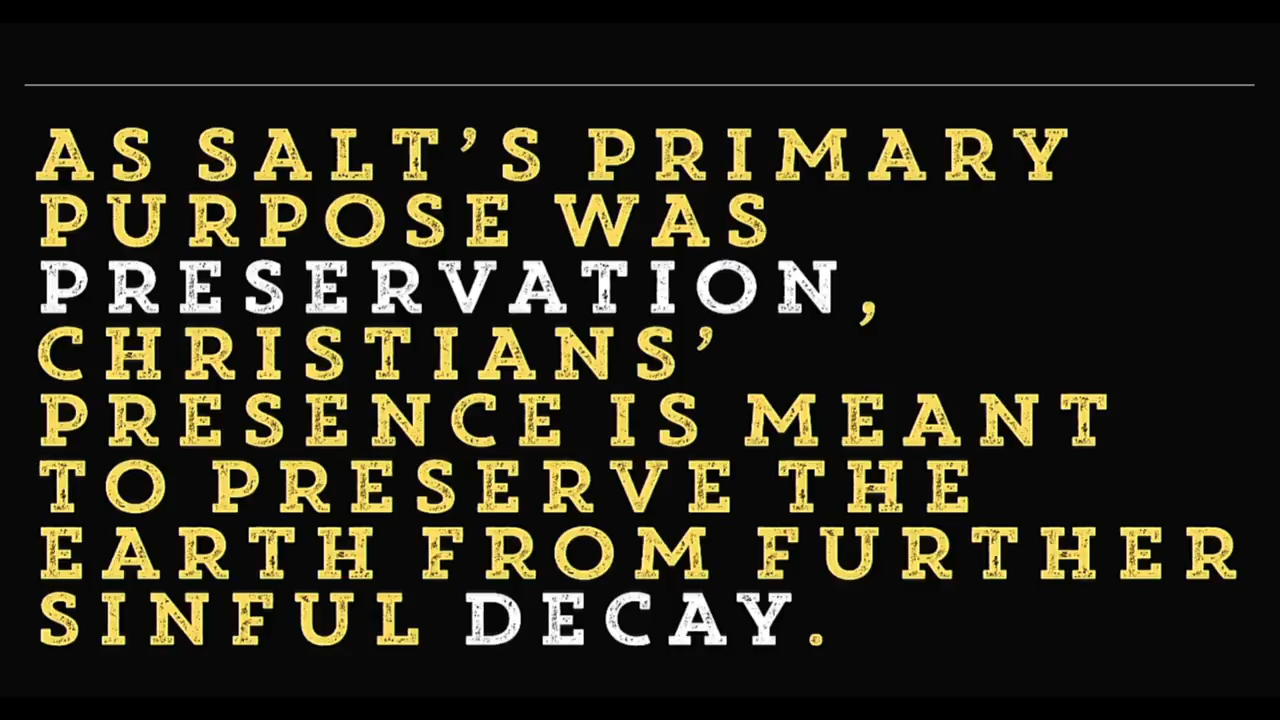 AS SALT’S PRIMARY
PURPOSE WAS
PRESERVATION,
CHRISTIANS’
PRESENCE IS MEANT
TO PRESERVE THE
EARTH FROM FURTHER
SINFUL DECAY.